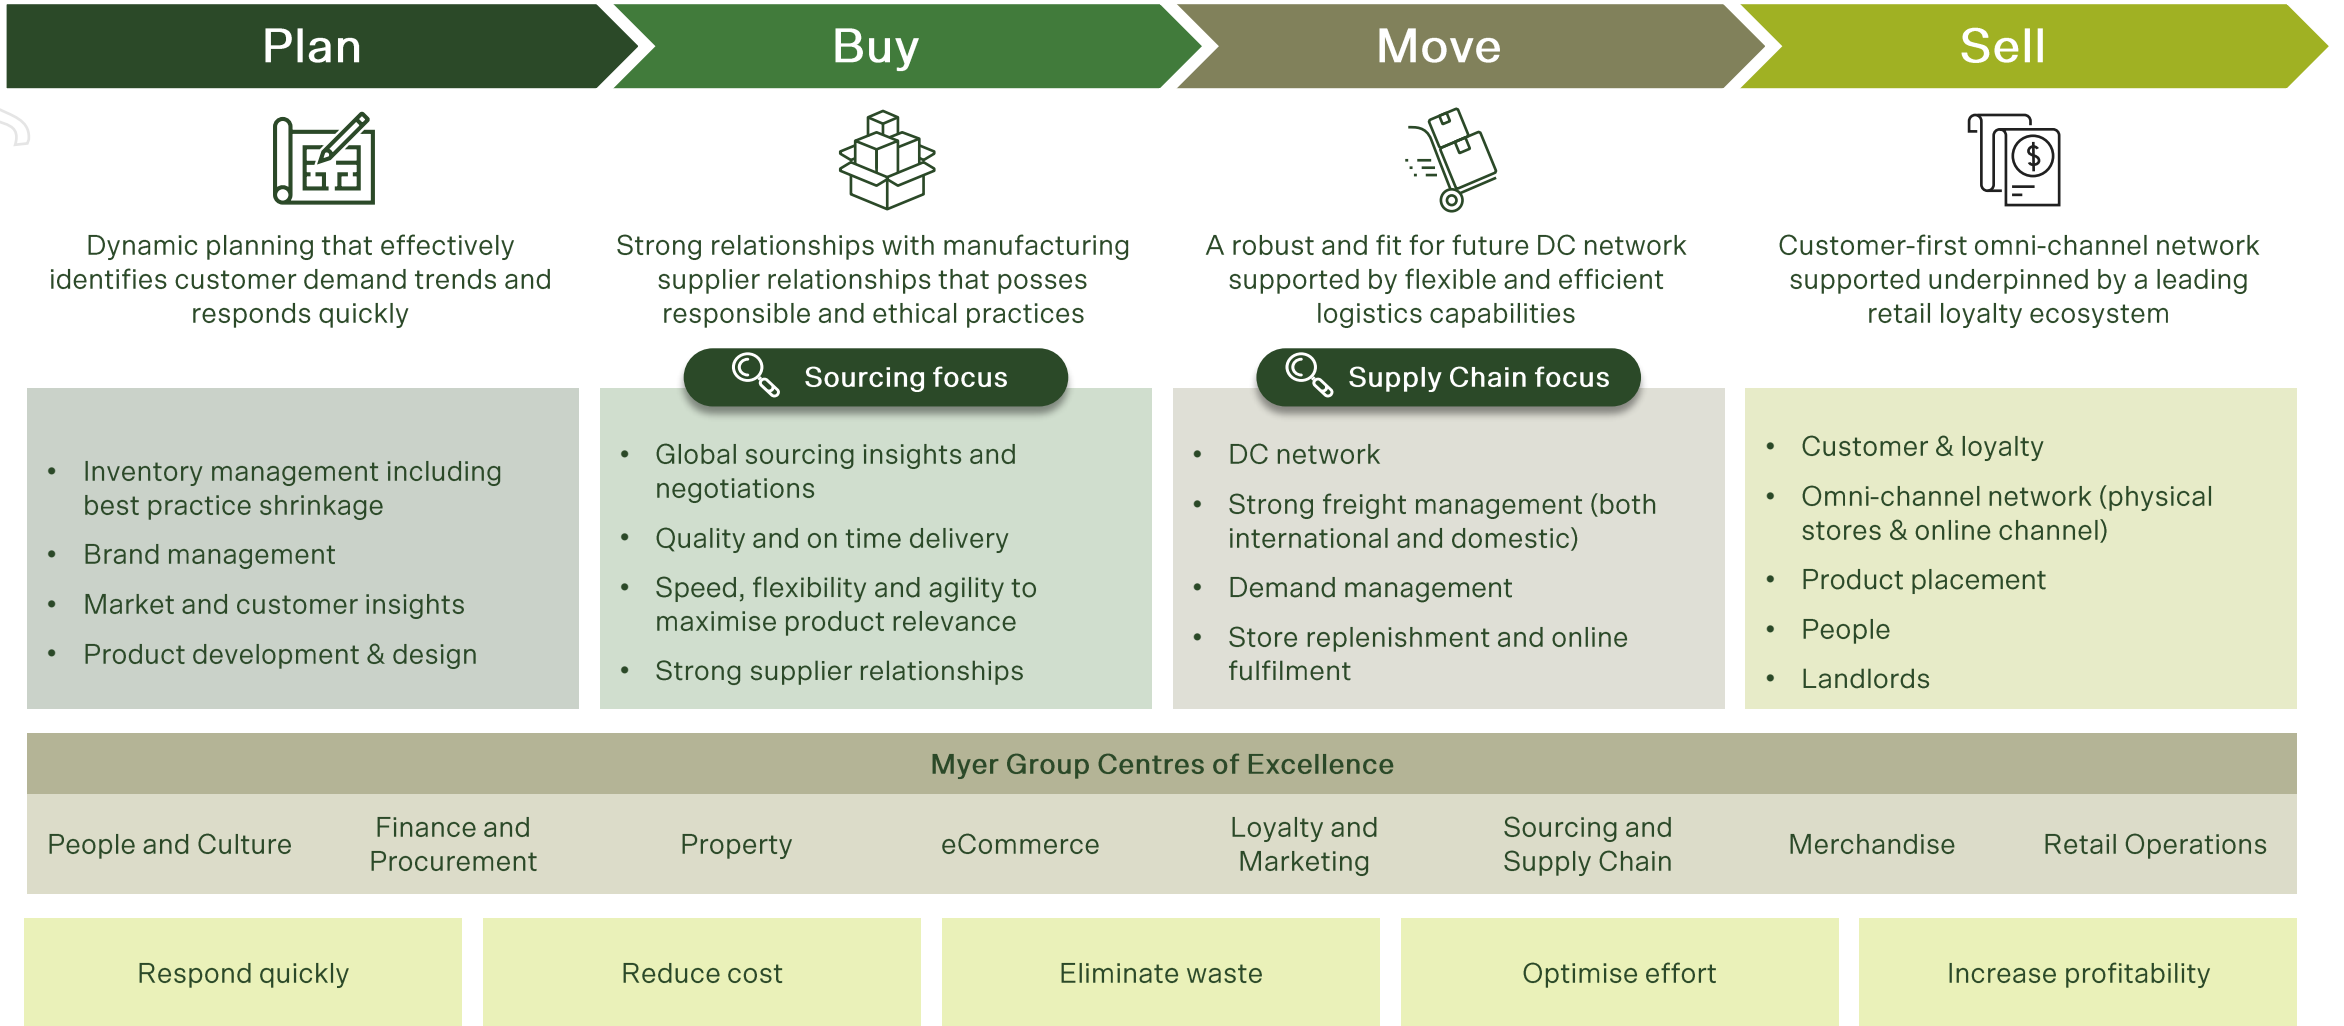 Plan
Buy
Move
Sell
$
Dynamic planning that effectively
identifies customer demand trends and
responds quickly
Strong relationships with manufacturing
supplier relationships that posses
responsible and ethical practices
A robust and fit for future DC network
supported by flexible and efficient
logistics capabilities
Customer-first omni-channel network
supported underpinned by a leading
retail loyalty ecosystem
• Inventory management including
best practice shrinkage
• Brand management
• Market and customer insights
• Product development & design
Sourcing focus
• Global sourcing insights and
negotiations
• Quality and on time delivery
• Speed, flexibility and agility to
maximise product relevance
• Strong supplier relationships
Supply Chain focus
• DC network
• Strong freight management (both
international and domestic)
• Demand management
• Store replenishment and online
fulfilment
• Customer & loyalty
• Omni-channel network (physical
stores & online channel)
• Product placement
• People
• Landlords
Myer Group Centres of Excellence
People and Culture
Finance and
Procurement
Property
eCommerce
Loyalty and
Marketing
Sourcing and
Supply Chain
Merchandise
Retail Operations
Respond quickly
Reduce cost
Eliminate waste
Optimise effort
Increase profitability